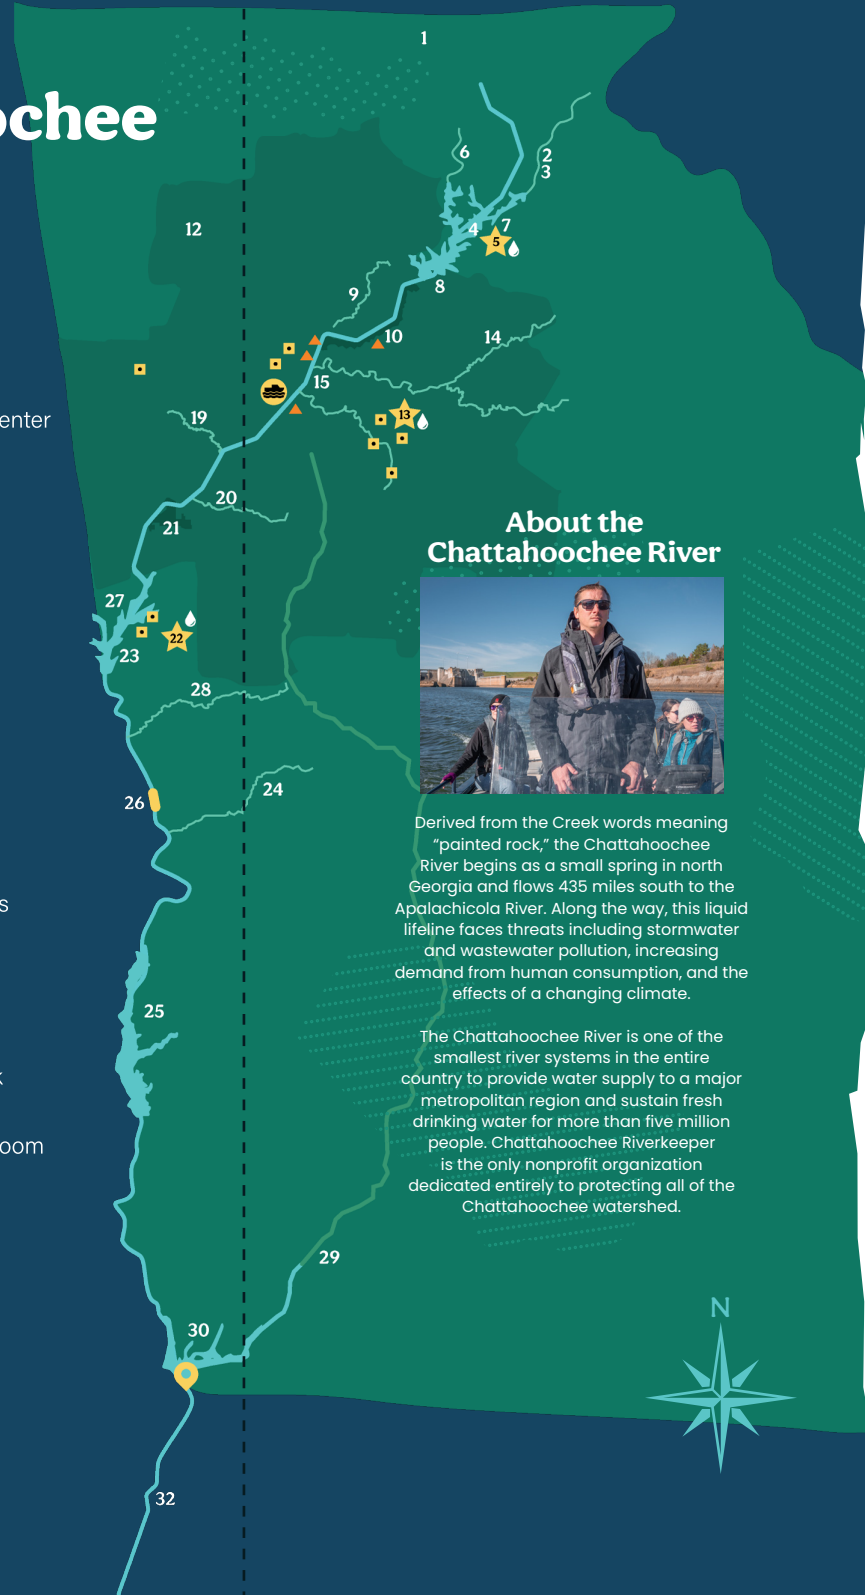 1
ochee
6
2
3
12
4
7
5
8
9
10
14
15
enter
19
13
20
21
About the
Chattahoochee River
27
22
23
28
24
26
Derived from the Creek words meaning
“painted rock,” the Chattahoochee
River begins as a small spring in north
Georgia and flows 435 miles south to the
Apalachicola River. Along the way, this liquid
lifeline faces threats including stormwater
and wastewater pollution, increasing
demand from human consumption, and the
effects of a changing climate.
s
25
The Chattahoochee River is one of the
smallest river systems in the entire
country to provide water supply to a major
metropolitan region and sustain fresh
drinking water for more than five million
people. Chattahoochee Riverkeeper
is the only nonprofit organization
dedicated entirely to protecting all of the
Chattahoochee watershed.
k
oom
29
N
30
32